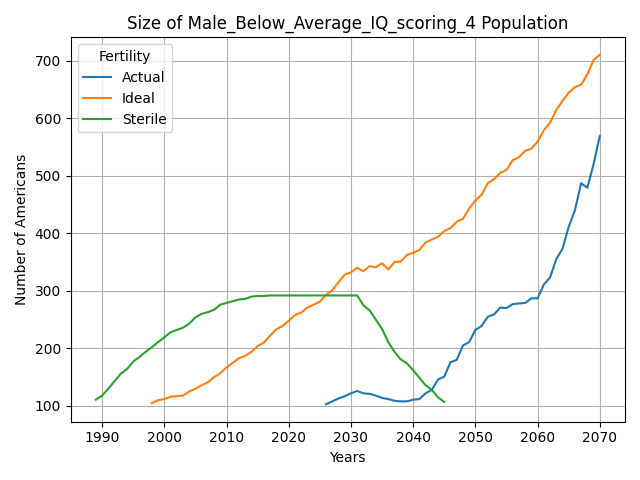 Size of Male_Below_Average_IQ_scoring_4 Population
Fertility
Actual
Ideal
Sterile
Number of Americans
700
600
500
400
300
200
100
1990 2000 2010 2020 2030 2040 2050 2060 2070
Years